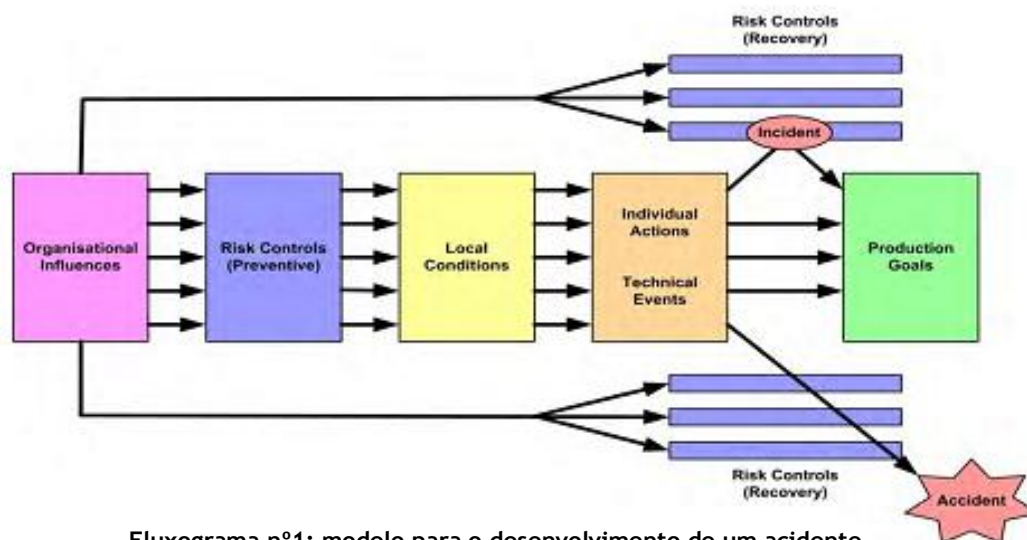 Risk Controls
(Recovery)
Incident
Organisational
Influences
Risk Controls
(Preventive)
Local
Conditions
Individual
Actions
Technical
Events
Production
Goals
Risk Controls
(Recovery)
Accident
Fluxograma nº1: modelo para o desenvolvimento de um acidente